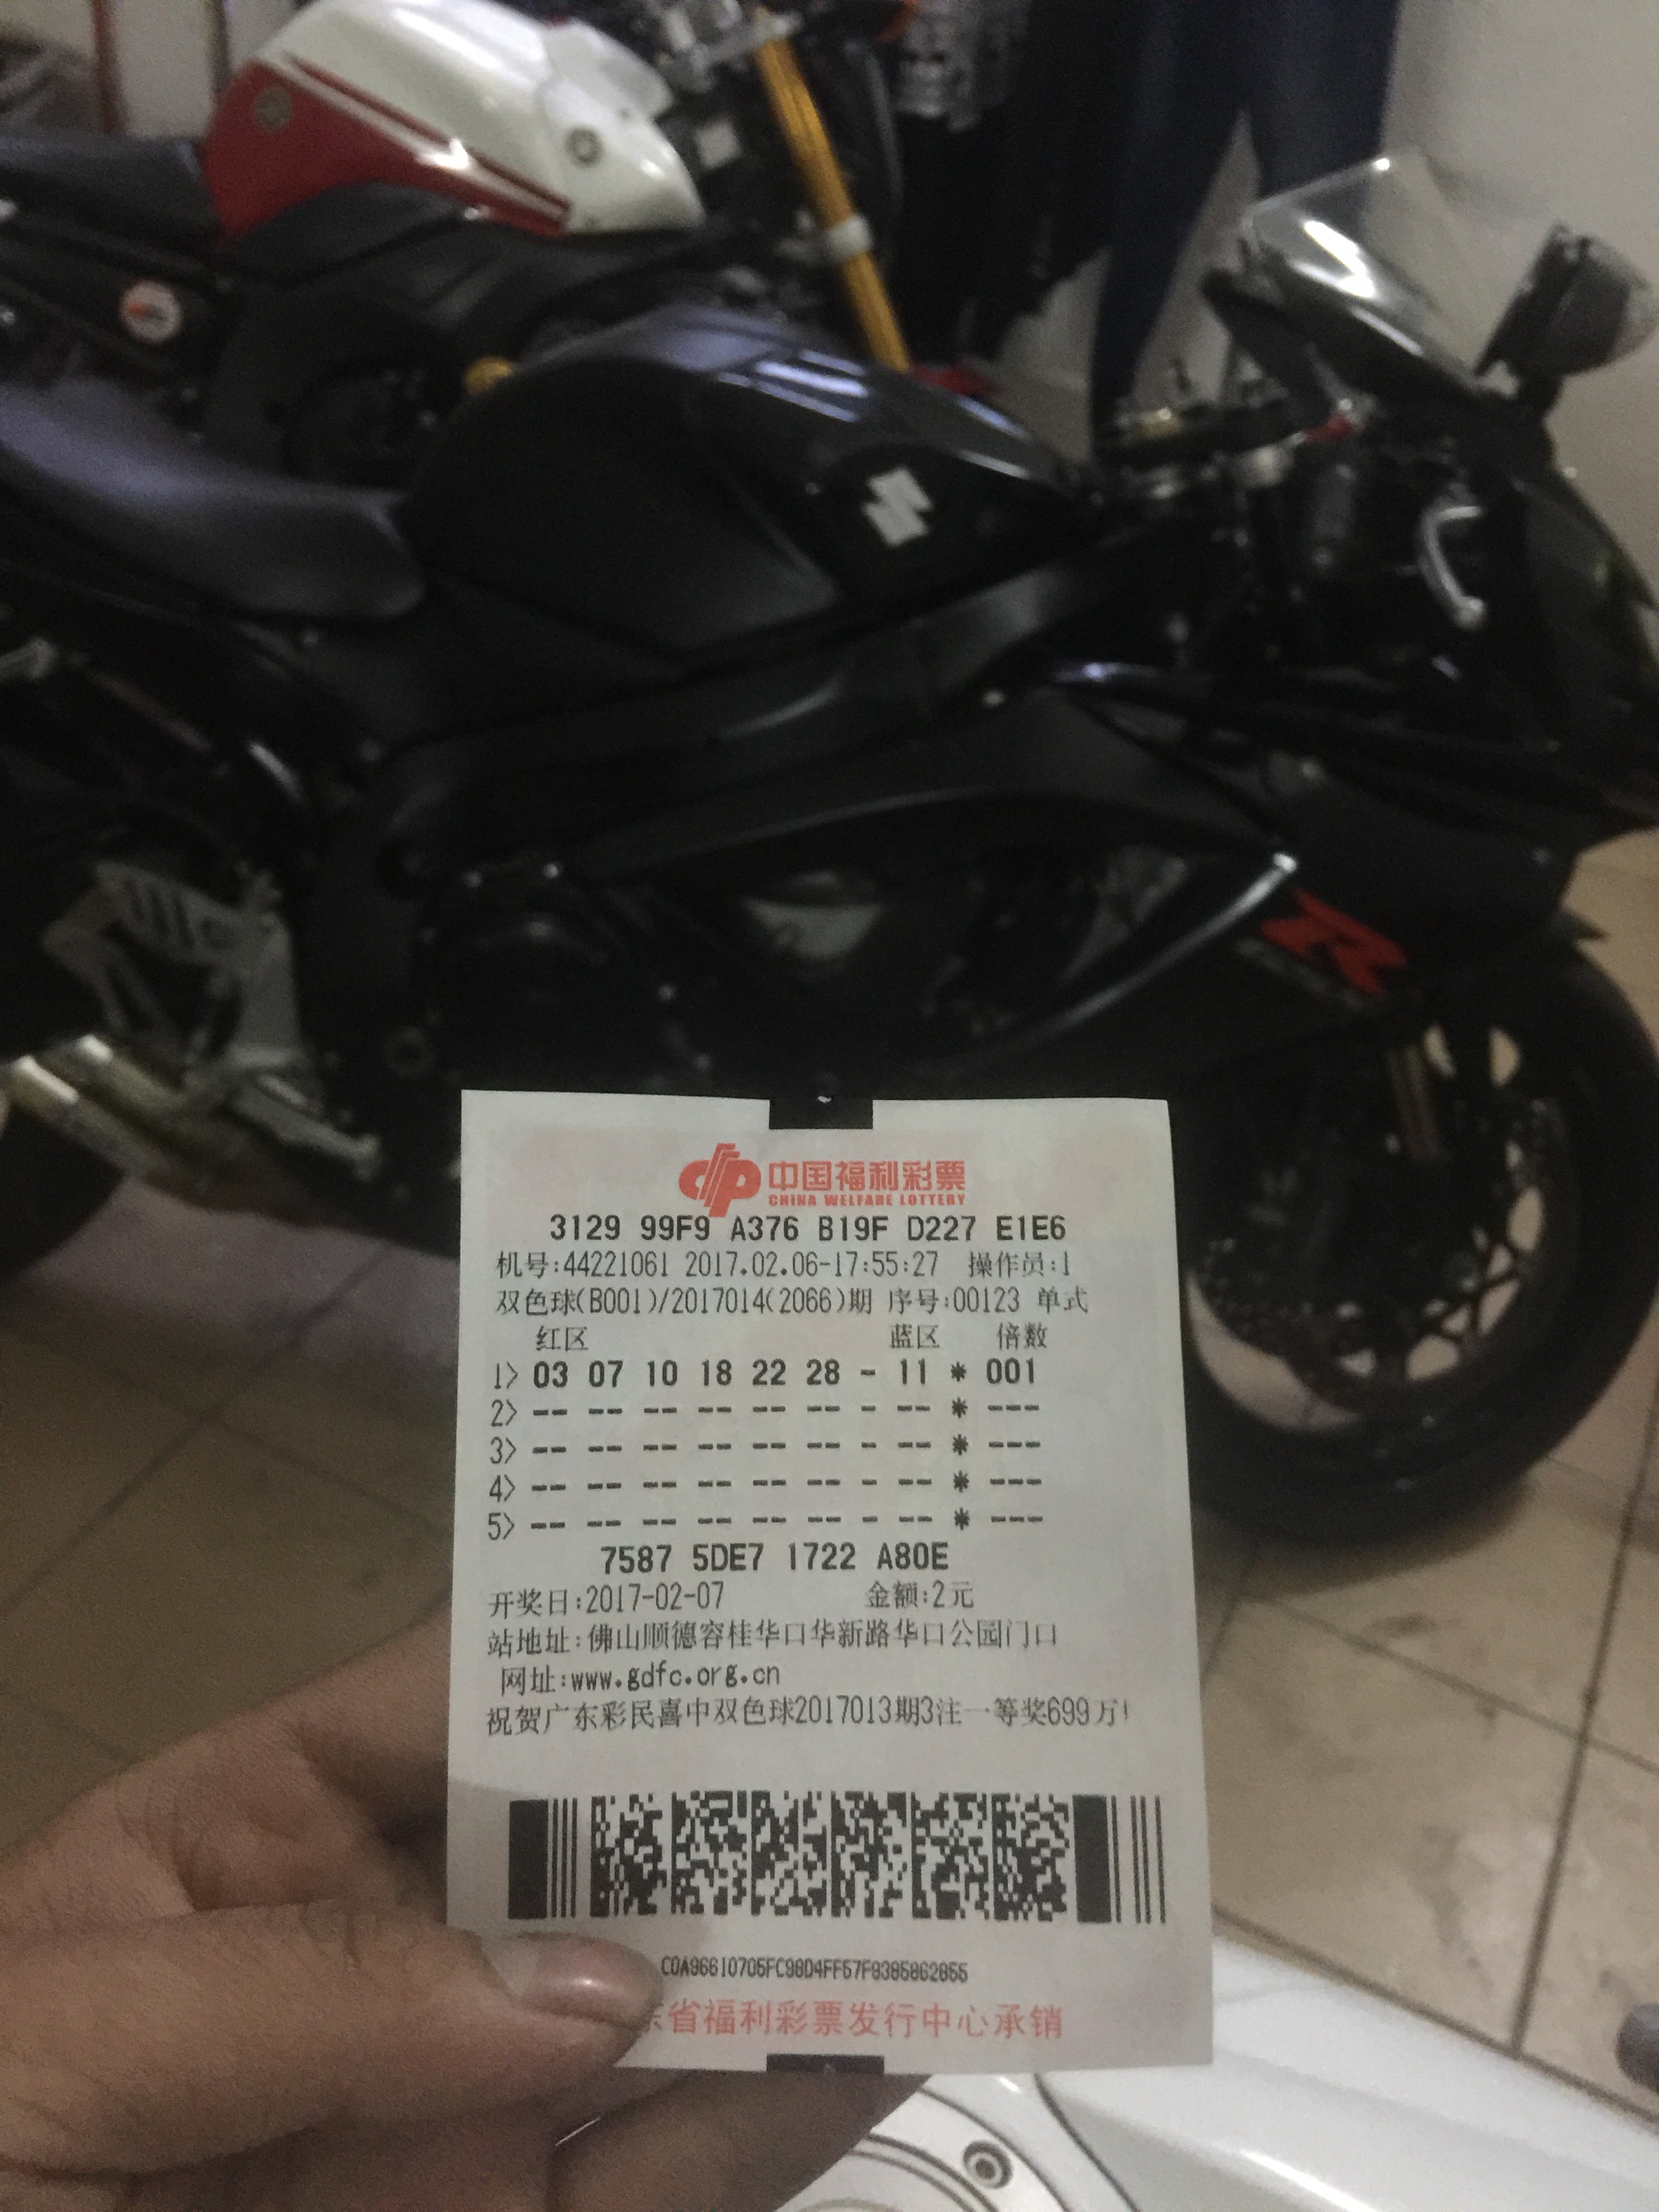 R
中国福利彩票
CHINA WELFARE LOTTERY
3129 99F9 A376 B19F D227 E1E6
机号:44221061 2017.02.06-17:55:27 操作员:1
双色球(B001)/2017014(2066)期 序号:00123 单式
红区 蓝区 倍数
1> 03 07 10 18 22 28 - 11 * 001
2> -- -- -- -- -- -- - -- * ---
3> -- -- -- -- -- -- - -- * ---
4> -- -- -- -- -- -- - -- * ---
5> -- -- -- -- -- -- - -- * ---
7587 5DE7 1722 A80E
开奖日:2017-02-07 金额:2元
站地址:佛山顺德容桂华口华新路华口公园门口
网址:www.gdfc.org.cn
祝贺广东彩民喜中双色球2017013期3注一等奖699万!
省福利彩票发行中心承销